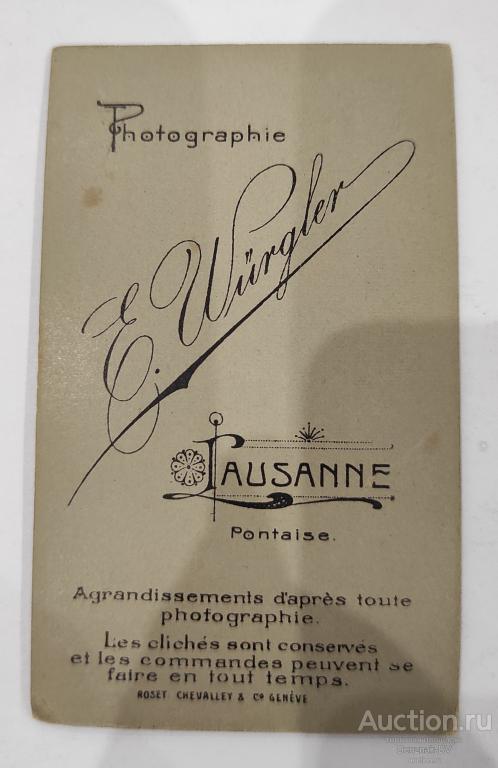 Photographie
E. Würgler
LAUSANNE
Pontaise.
Agrandissements d'après toute
photographie.
Les clichés sont conservés
et les commandes peuvent se
faire en tout temps.
ROSET CHEVALLEY & Cº GENÈVE
Аукцион.ru